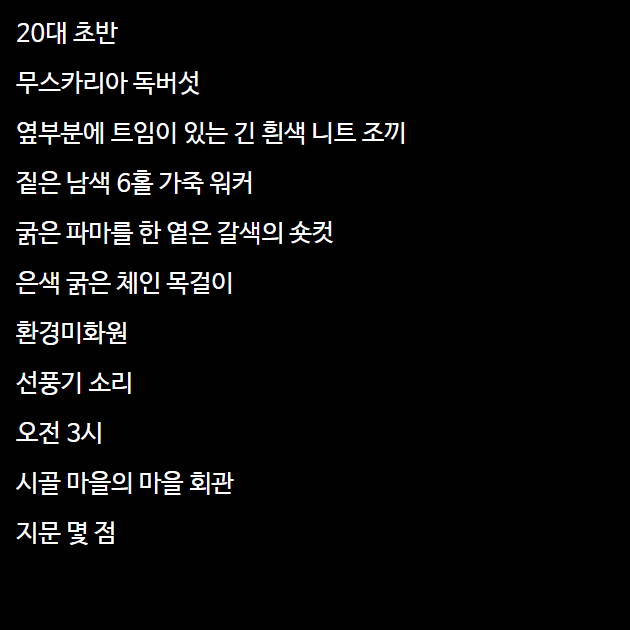 20대 초반
무스카리아 독버섯
옆부분에 트임이 있는 긴 흰색 니트 조끼
짙은 남색 6홀 가죽 워커
굵은 파마를 한 옅은 갈색의 숏컷
은색 굵은 체인 목걸이
환경미화원
선풍기 소리
오전 3시
시골 마을의 마을 회관
지문 몇 점